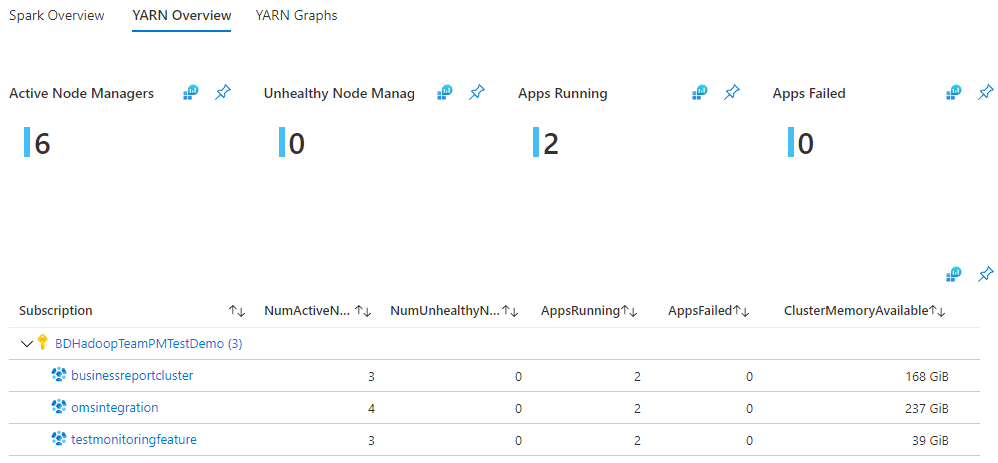 Spark Overview YARN Overview YARN Graphs
Active Node Managers Unhealthy Node Manag Apps Running Apps Failed
6 0 2 0
Subscription NumActiveN... NumUnhealthyN... AppsRunning AppsFailed ClusterMemoryAvailable
BDHadoopTeamPMTestDemo (3)
businessreportcluster 3 0 2 0 168 GiB
omsintegration 4 0 2 0 237 GiB
testmonitoringfeature 3 0 2 0 39 GiB